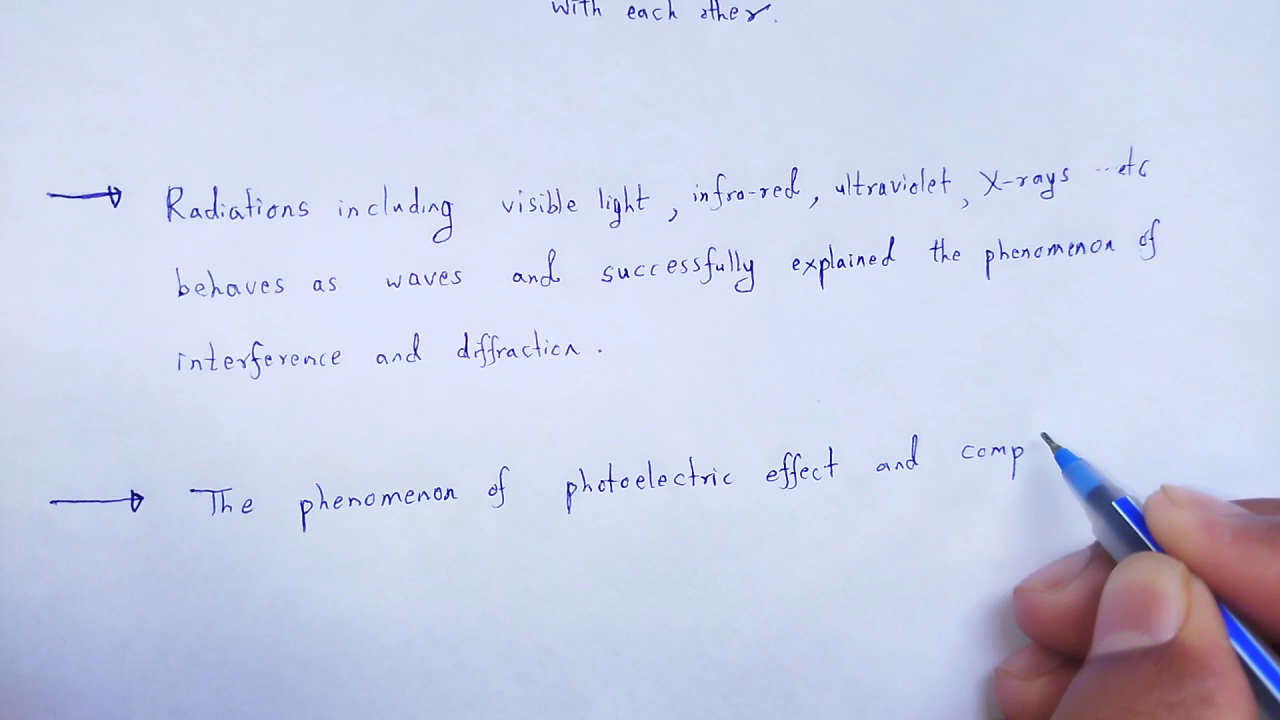 with each other.
Radiations including visible light, infra-red, ultraviolet, X-rays ...etc
behaves as waves and successfully explained the phenomenon of
interference and diffraction.
The phenomenon of photoelectric effect and comp